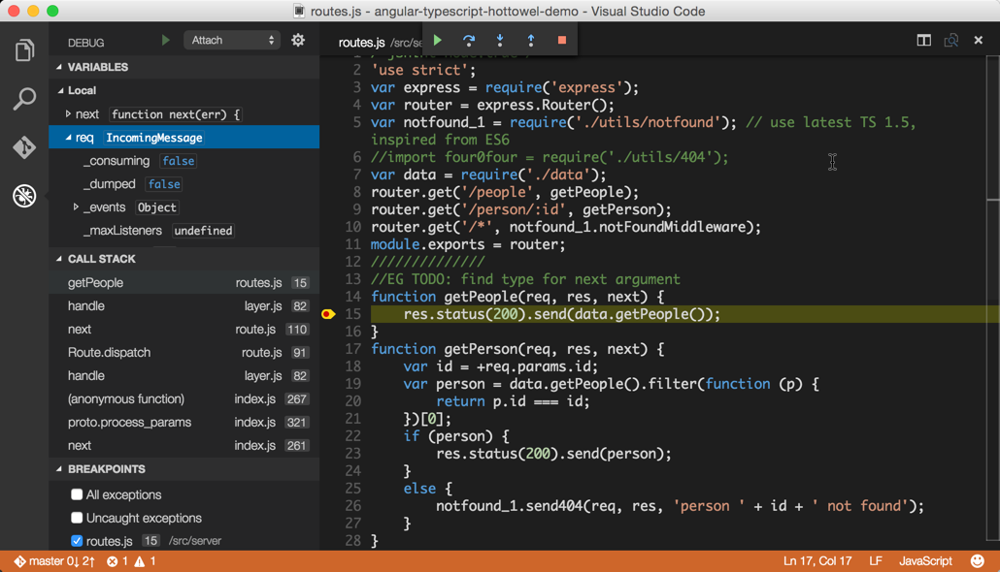 routes.js - angular-typescript-hottowel-demo - Visual Studio Code
DEBUG
Attach
VARIABLES
Local
next function next(err) {
req IncomingMessage
_consuming false
_dumped false
_events Object
_maxListeners undefined
CALL STACK
getPeople routes.js 15
handle layer.js 82
next route.js 110
Route.dispatch route.js 91
handle layer.js 82
(anonymous function) index.js 267
proto.process_params index.js 321
next index.js 261
BREAKPOINTS
All exceptions
Uncaught exceptions
routes.js 15 /src/server
routes.js
2 'use strict';
3 var express = require('express');
4 var router = express.Router();
5 var notfound_1 = require('./utils/notfound'); // use latest TS 1.5,
inspired from ES6
6 //import four0four = require('./utils/404');
7 var data = require('./data');
8 router.get('/people', getPeople);
9 router.get('/person/:id', getPerson);
10 router.get('/*', notfound_1.notFoundMiddleware);
11 module.exports = router;
12 //////////////
13 //EG TODO: find type for next argument
14 function getPeople(req, res, next) {
15 res.status(200).send(data.getPeople());
16 }
17 function getPerson(req, res, next) {
18 var id = +req.params.id;
19 var person = data.getPeople().filter(function (p) {
20 return p.id === id;
21 })[0];
22 if (person) {
23 res.status(200).send(person);
24 }
25 else {
26 notfound_1.send404(req, res, 'person ' + id + ' not found');
27 }
28 }
master 0↓ 2↑ 1 1
Ln 17, Col 17 LF JavaScript